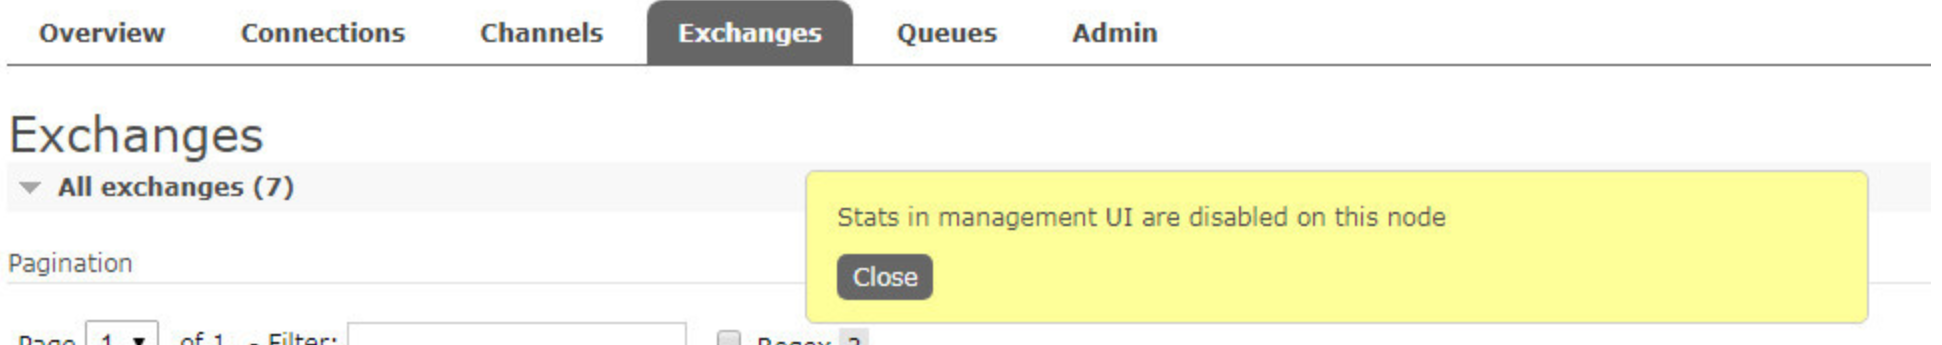 Overview Connections Channels Exchanges Queues Admin
Exchanges
All exchanges (7)
Stats in management UI are disabled on this node
Close
Pagination
Page 1 of 1 - Filter: Regex ?